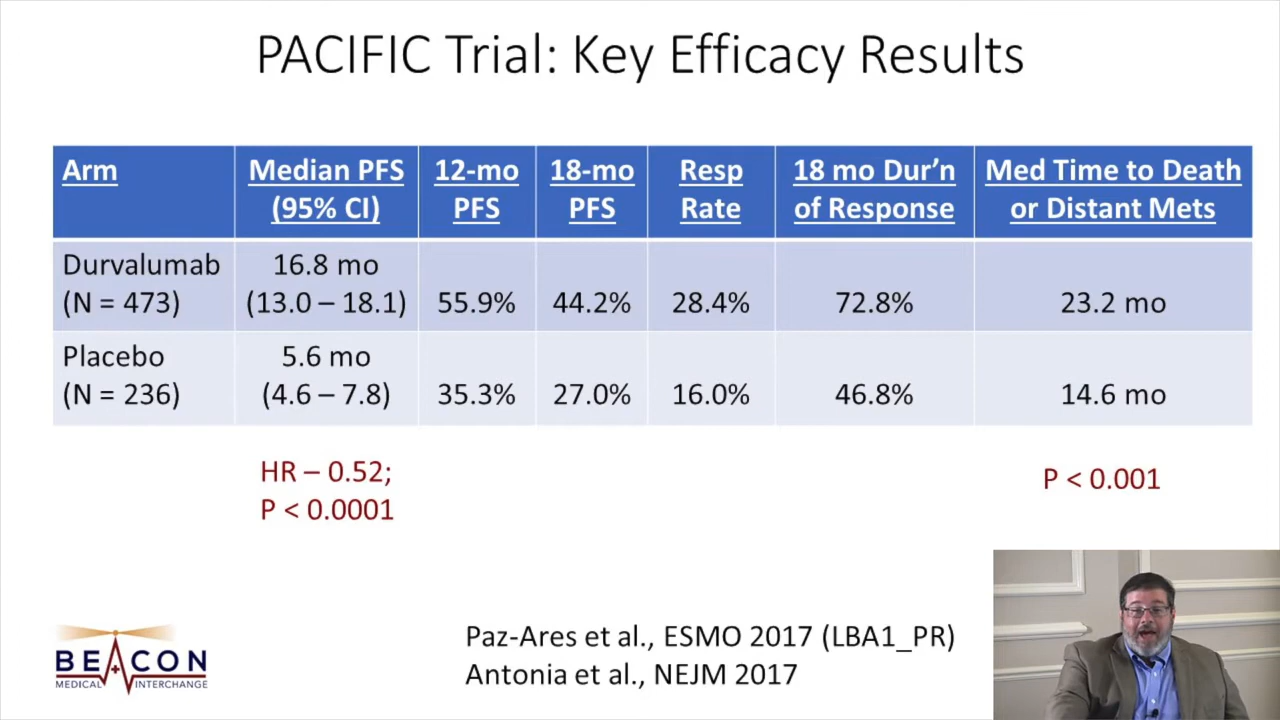 PACIFIC Trial: Key Efficacy Results
Arm
Median PFS
(95% CI)
12-mo
PFS
18-mo
PFS
Resp
Rate
18 mo Dur’n
of Response
Med Time to Death
or Distant Mets
Durvalumab
(N = 473)
16.8 mo
(13.0 – 18.1)
55.9%
44.2%
28.4%
72.8%
23.2 mo
Placebo
(N = 236)
5.6 mo
(4.6 – 7.8)
35.3%
27.0%
16.0%
46.8%
14.6 mo
HR – 0.52;
P < 0.0001
P < 0.001
Paz-Ares et al., ESMO 2017 (LBA1_PR)
Antonia et al., NEJM 2017
BEACON
MEDICAL INTERCHANGE